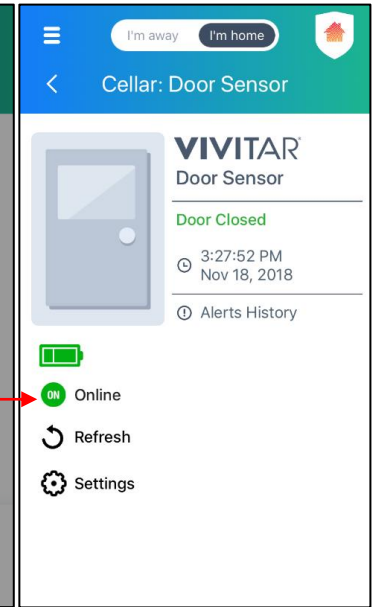 I'm away I'm home
Cellar: Door Sensor
VIVITAR
Door Sensor
Door Closed
3:27:52 PM
Nov 18, 2018
Alerts History
ON Online
Refresh
Settings